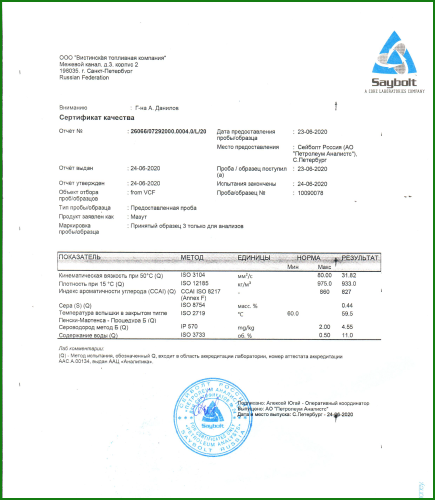 ООО "Вистинская топливная компания"
Межевой канал, д.3, корпус 2
198035, г. Санкт-Петербург
Russian Federation
Saybolt
A CORE LABORATORIES COMPANY
Вниманию : Г-на А. Данилов
Сертификат качества
Отчет № : 26066/07292000.0004.0/L/20 Дата предоставления пробы/образца : 23-06-2020
Место предоставления : Сейболт Россия (АО "Петролеум Аналистс"), С.Петербург
Отчет выдан : 24-06-2020 Проба / образец поступил (а) : 23-06-2020
Отчет утвержден : 24-06-2020 Испытания закончены : 24-06-2020
Объект отбора пробы/образцов : from VCF Проба/образец № : 10090078
Тип пробы/образца : Предоставленная проба
Продукт заявлен как : Мазут
Маркировка пробы/образца : Принятый образец 3 только для анализов
ПОКАЗАТЕЛЬ МЕТОД ЕДИНИЦЫ НОРМА РЕЗУЛЬТАТ
Мин Макс
Кинематическая вязкость при 50°C (Q) ISO 3104 мм²/с 80.00 31.82
Плотность при 15 °C (Q) ISO 12185 кг/м³ 975.0 933.0
Индекс ароматичности углерода (CCAI) (Q) CCAI ISO 8217 (Annex F) - 860 827
Сера (S) (Q) ISO 8754 масс. % 0.44
Температура вспышки в закрытом тигле Пенски-Мартенса - Процедура Б (Q) ISO 2719 °C 60.0 59.5
Сероводород метод Б (Q) IP 570 mg/kg 2.00 4.55
Содержание воды (Q) ISO 3733 об. % 0.50 11.0
Лаб комментарии:
(Q) - Метод испытания, обозначенный Q, входит в область аккредитации лаборатории, номер аттестата аккредитации
ААС.А.00134, выдан ААЦ «Аналитика».
Saybolt
SAYBOLT RUSSIA
Подписано: Алексей Югай - Оперативный координатор
Выпущено: АО "Петролеум Аналистс"
Дата и место выпуска: С.Петербург - 24-06-2020